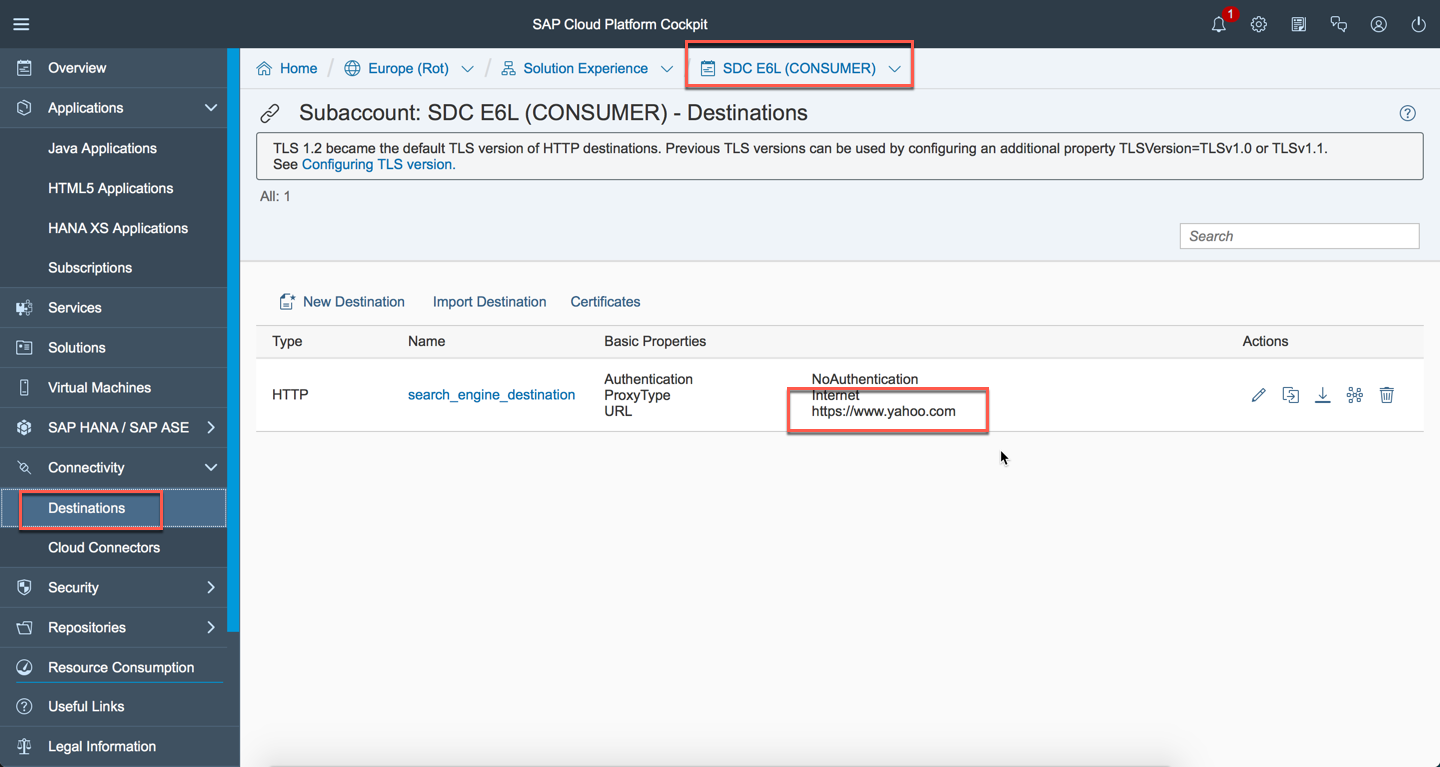 SAP Cloud Platform Cockpit
1
Overview
Applications
Java Applications
HTML5 Applications
HANA XS Applications
Subscriptions
Services
Solutions
Virtual Machines
SAP HANA / SAP ASE
Connectivity
Destinations
Cloud Connectors
Security
Repositories
Resource Consumption
Useful Links
Legal Information
Home / Europe (Rot) / Solution Experience / SDC E6L (CONSUMER)
Subaccount: SDC E6L (CONSUMER) - Destinations
TLS 1.2 became the default TLS version of HTTP destinations. Previous TLS versions can be used by configuring an additional property TLSVersion=TLSv1.0 or TLSv1.1.
See Configuring TLS version.
All: 1
Search
New Destination Import Destination Certificates
Type Name Basic Properties Actions
HTTP search_engine_destination
Authentication NoAuthentication
ProxyType Internet
URL https://www.yahoo.com